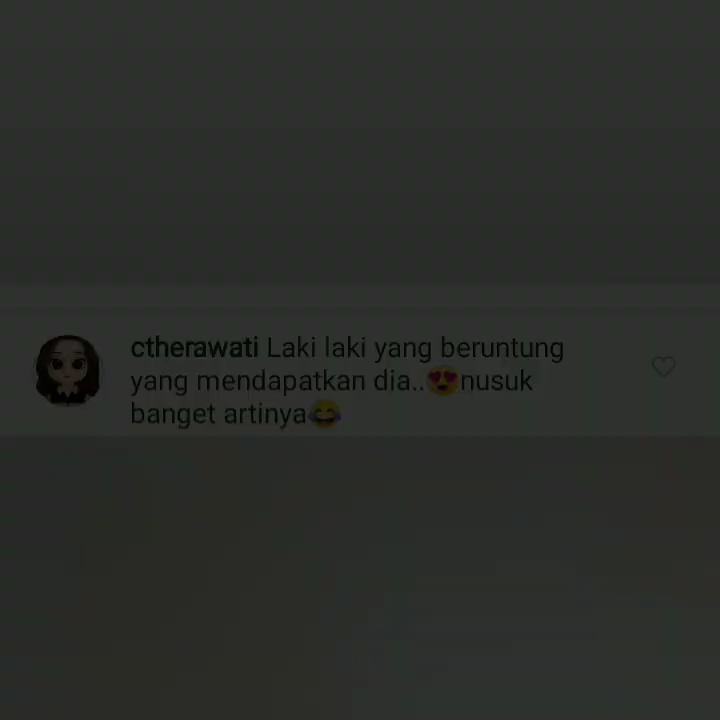 ctherawati Laki laki yang beruntung
yang mendapatkan dia..😍nusuk
banget artinya😂